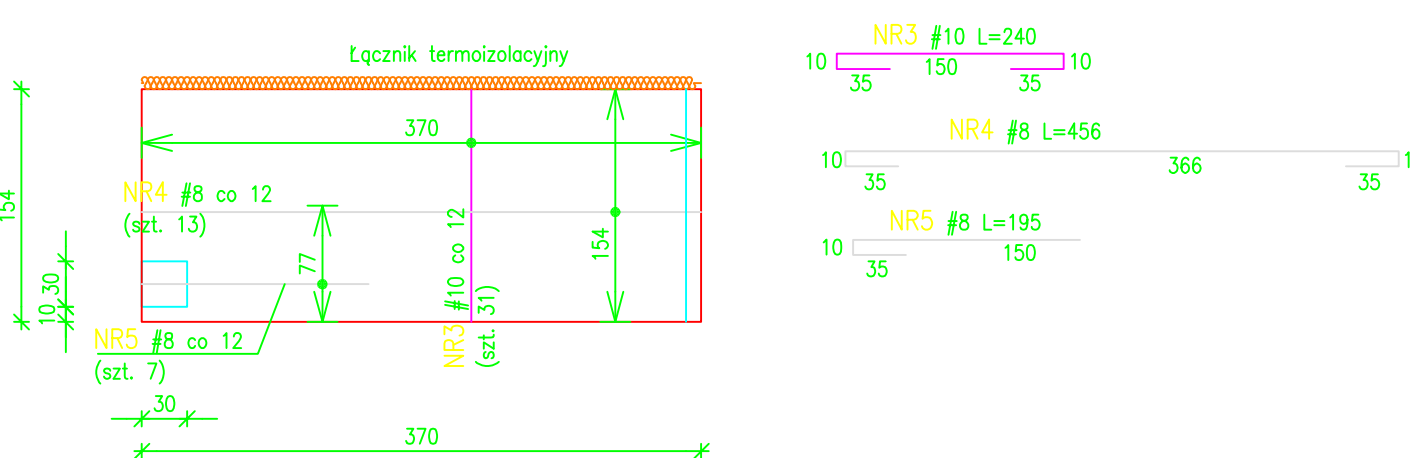 Łącznik termoizolacyjny
370
154
NR4 #8 co 12
(szt. 13)
77
154
NR3 #10 co 12
(szt. 31)
10 30
NR5 #8 co 12
(szt. 7)
30
370
NR3 #10 L=240
10 10
35 150 35
NR4 #8 L=456
10 1
35 366 35
NR5 #8 L=195
10
35 150